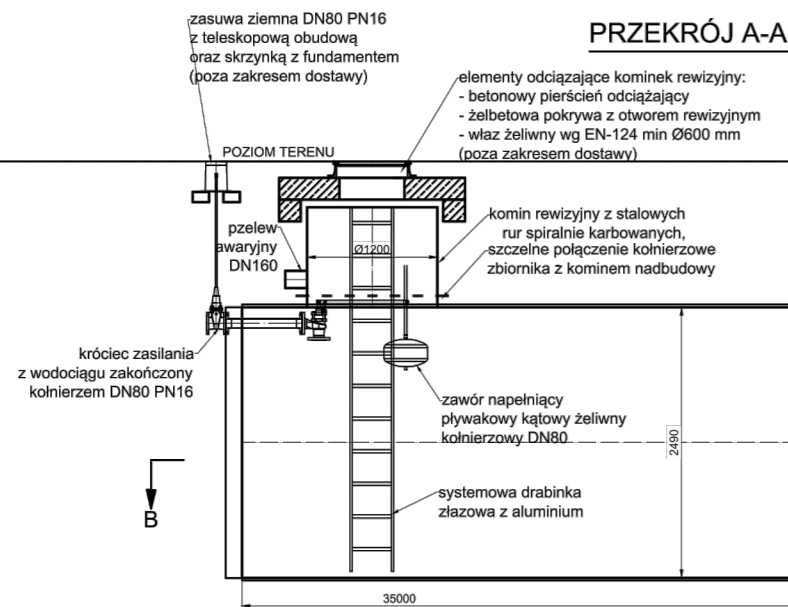 zasuwa ziemna DN80 PN16
z teleskopową obudową
oraz skrzynką z fundamentem
(poza zakresem dostawy)
PRZEKRÓJ A-A
elementy odciązające kominek rewizyjny:
- betonowy pierścień odciążający
- żelbetowa pokrywa z otworem rewizyjnym
- właz żeliwny wg EN-124 min Ø600 mm
(poza zakresem dostawy)
POZIOM TERENU
pzelew
awaryjny
DN160
Ø1200
komin rewizyjny z stalowych
rur spiralnie karbowanych,
szczelne połączenie kołnierzowe
zbiornika z kominem nadbudowy
króciec zasilania
z wodociągu zakończony
kołnierzem DN80 PN16
zawór napełniący
pływakowy kątowy żeliwny
kołnierzowy DN80
2490
B
systemowa drabinka
złazowa z aluminium
35000